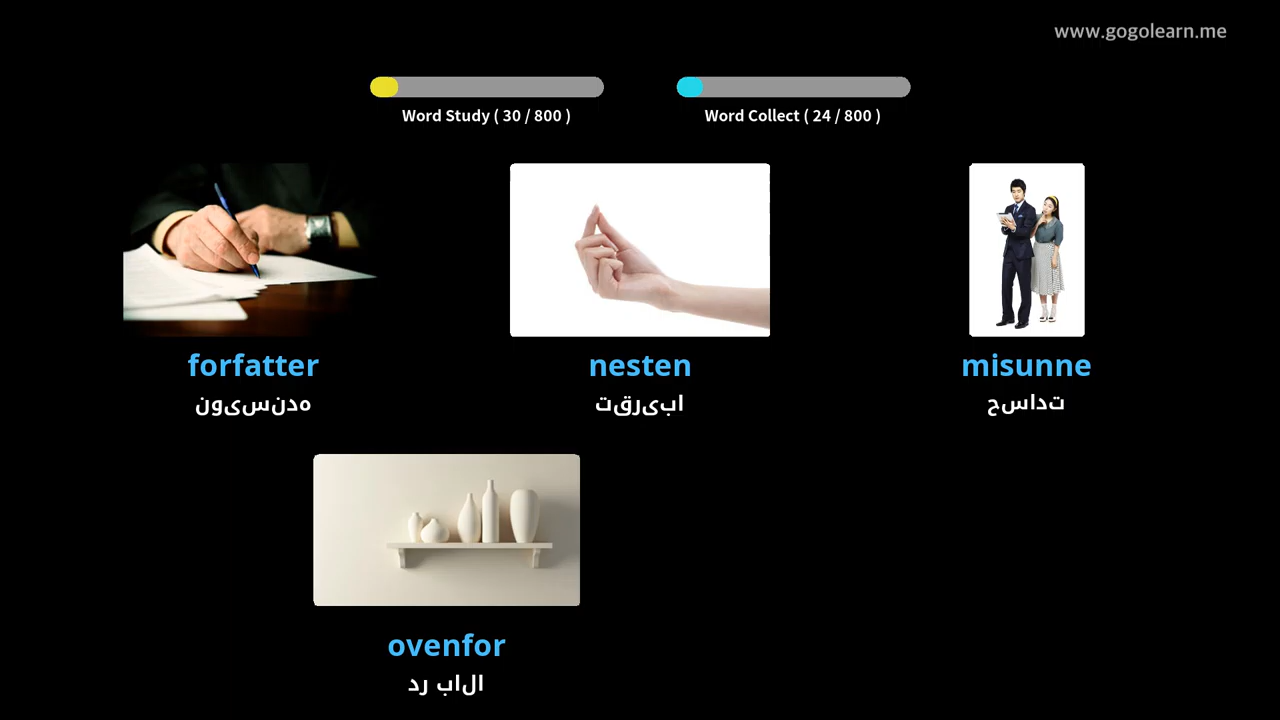 www.gogolearn.me
Word Study ( 30 / 800 )
Word Collect ( 24 / 800 )
forfatter
هدنسیون
nesten
ابیرقت
misunne
تداسح
ovenfor
الاب رد